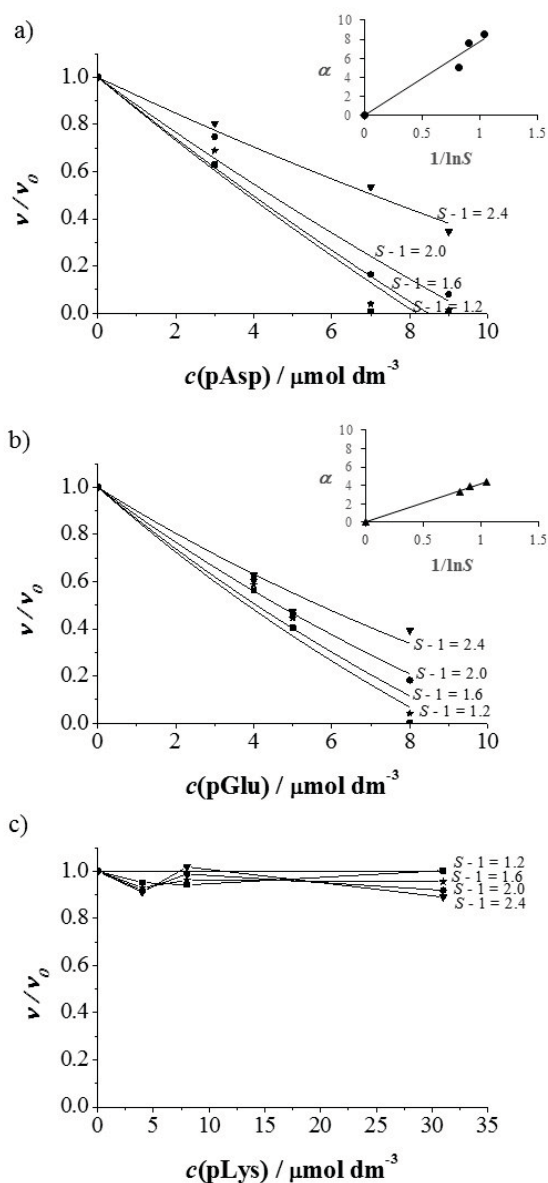 a)
10
8
6
4
2
0
α
0
0.5
1
1.5
1/lnS
1.0
0.8
0.6
0.4
0.2
0.0
ν/ν₀
S - 1 = 2.4
S - 1 = 2.0
S - 1 = 1.6
S - 1 = 1.2
0 2 4 6 8 10
c(pAsp) / μmol dm⁻³
b)
10
8
6
4
2
0
α
0
0.5
1
1.5
1/lnS
1.0
0.8
0.6
0.4
0.2
0.0
ν/ν₀
S - 1 = 2.4
S - 1 = 2.0
S - 1 = 1.6
S - 1 = 1.2
0 2 4 6 8 10
c(pGlu) / μmol dm⁻³
c)
1.0
0.8
0.6
0.4
0.2
0.0
ν/ν₀
S - 1 = 1.2
S - 1 = 1.6
S - 1 = 2.0
S - 1 = 2.4
0 5 10 15 20 25 30 35
c(pLys) / μmol dm⁻³